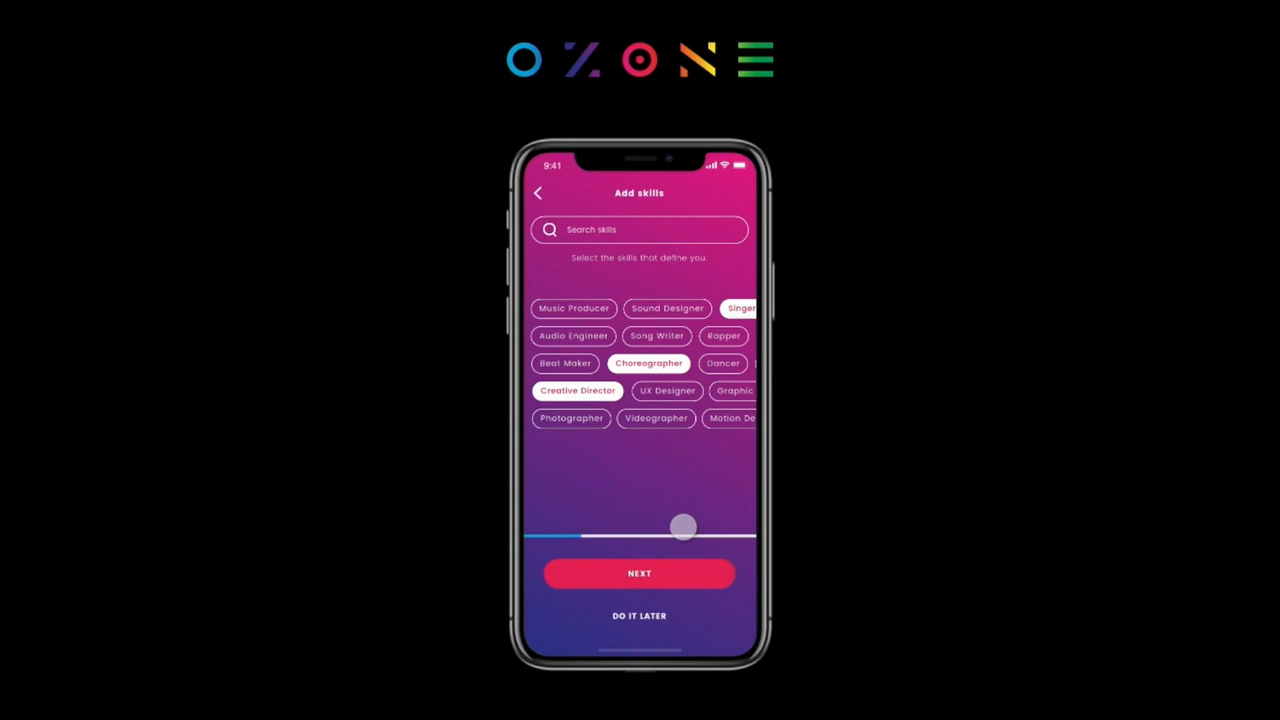 OZONE
9:41
Add skills
Search skills
Select the skills that define you.
Music Producer Sound Designer Singer
Audio Engineer Song Writer Rapper
Beat Maker Choreographer Dancer
Creative Director UX Designer Graphic
Photographer Videographer Motion De
NEXT
DO IT LATER